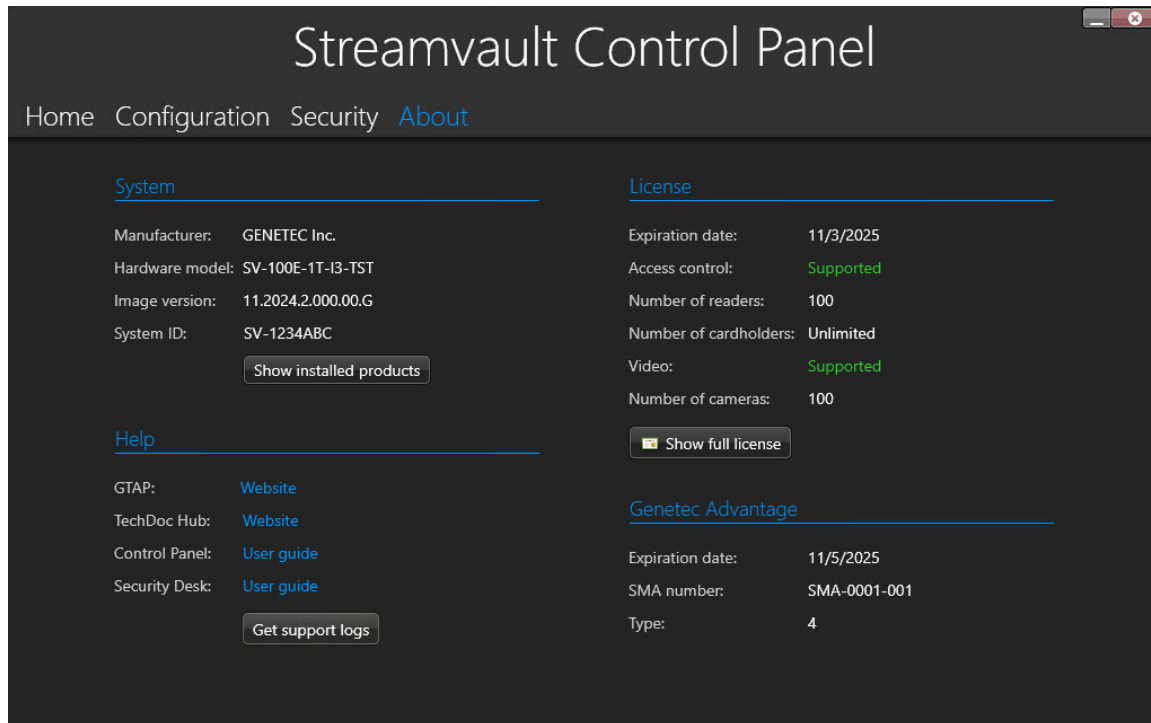 Streamvault Control Panel
Home Configuration Security About
System
Manufacturer: GENETEC Inc.
Hardware model: SV-100E-1T-I3-TST
Image version: 11.2024.2.000.00.G
System ID: SV-1234ABC
Show installed products
Help
GTAP: Website
TechDoc Hub: Website
Control Panel: User guide
Security Desk: User guide
Get support logs
License
Expiration date: 11/3/2025
Access control: Supported
Number of readers: 100
Number of cardholders: Unlimited
Video: Supported
Number of cameras: 100
Show full license
Genetec Advantage
Expiration date: 11/5/2025
SMA number: SMA-0001-001
Type: 4